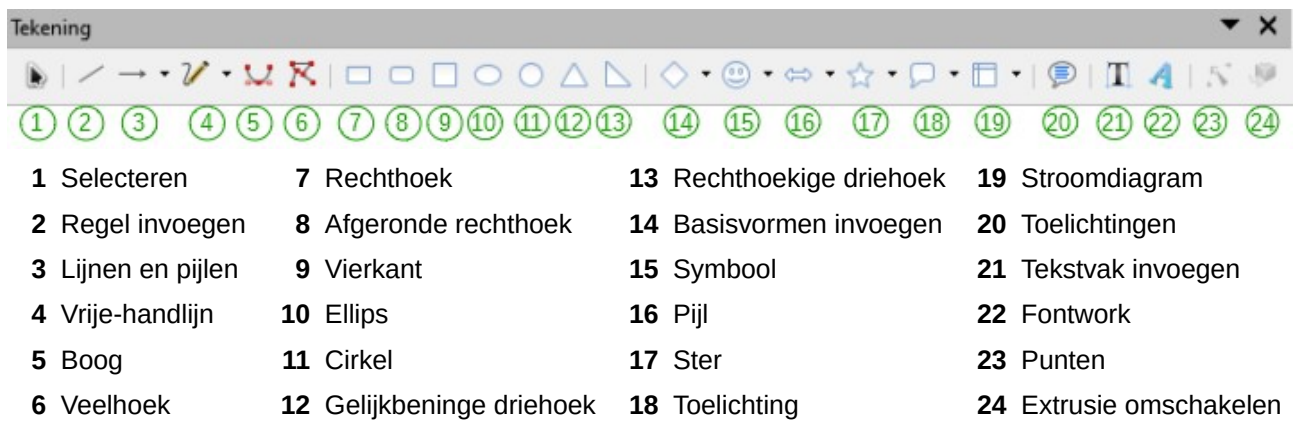 Tekening
1 2 3 4 5 6 7 8 9 10 11 12 13 14 15 16 17 18 19 20 21 22 23 24
1 Selecteren 7 Rechthoek 13 Rechthoekige driehoek 19 Stroomdiagram
2 Regel invoegen 8 Afgeronde rechthoek 14 Basisvormen invoegen 20 Toelichtingen
3 Lijnen en pijlen 9 Vierkant 15 Symbool 21 Tekstvak invoegen
4 Vrije-handlijn 10 Ellips 16 Pijl 22 Fontwork
5 Boog 11 Cirkel 17 Ster 23 Punten
6 Veelhoek 12 Gelijkbeninge driehoek 18 Toelichting 24 Extrusie omschakelen